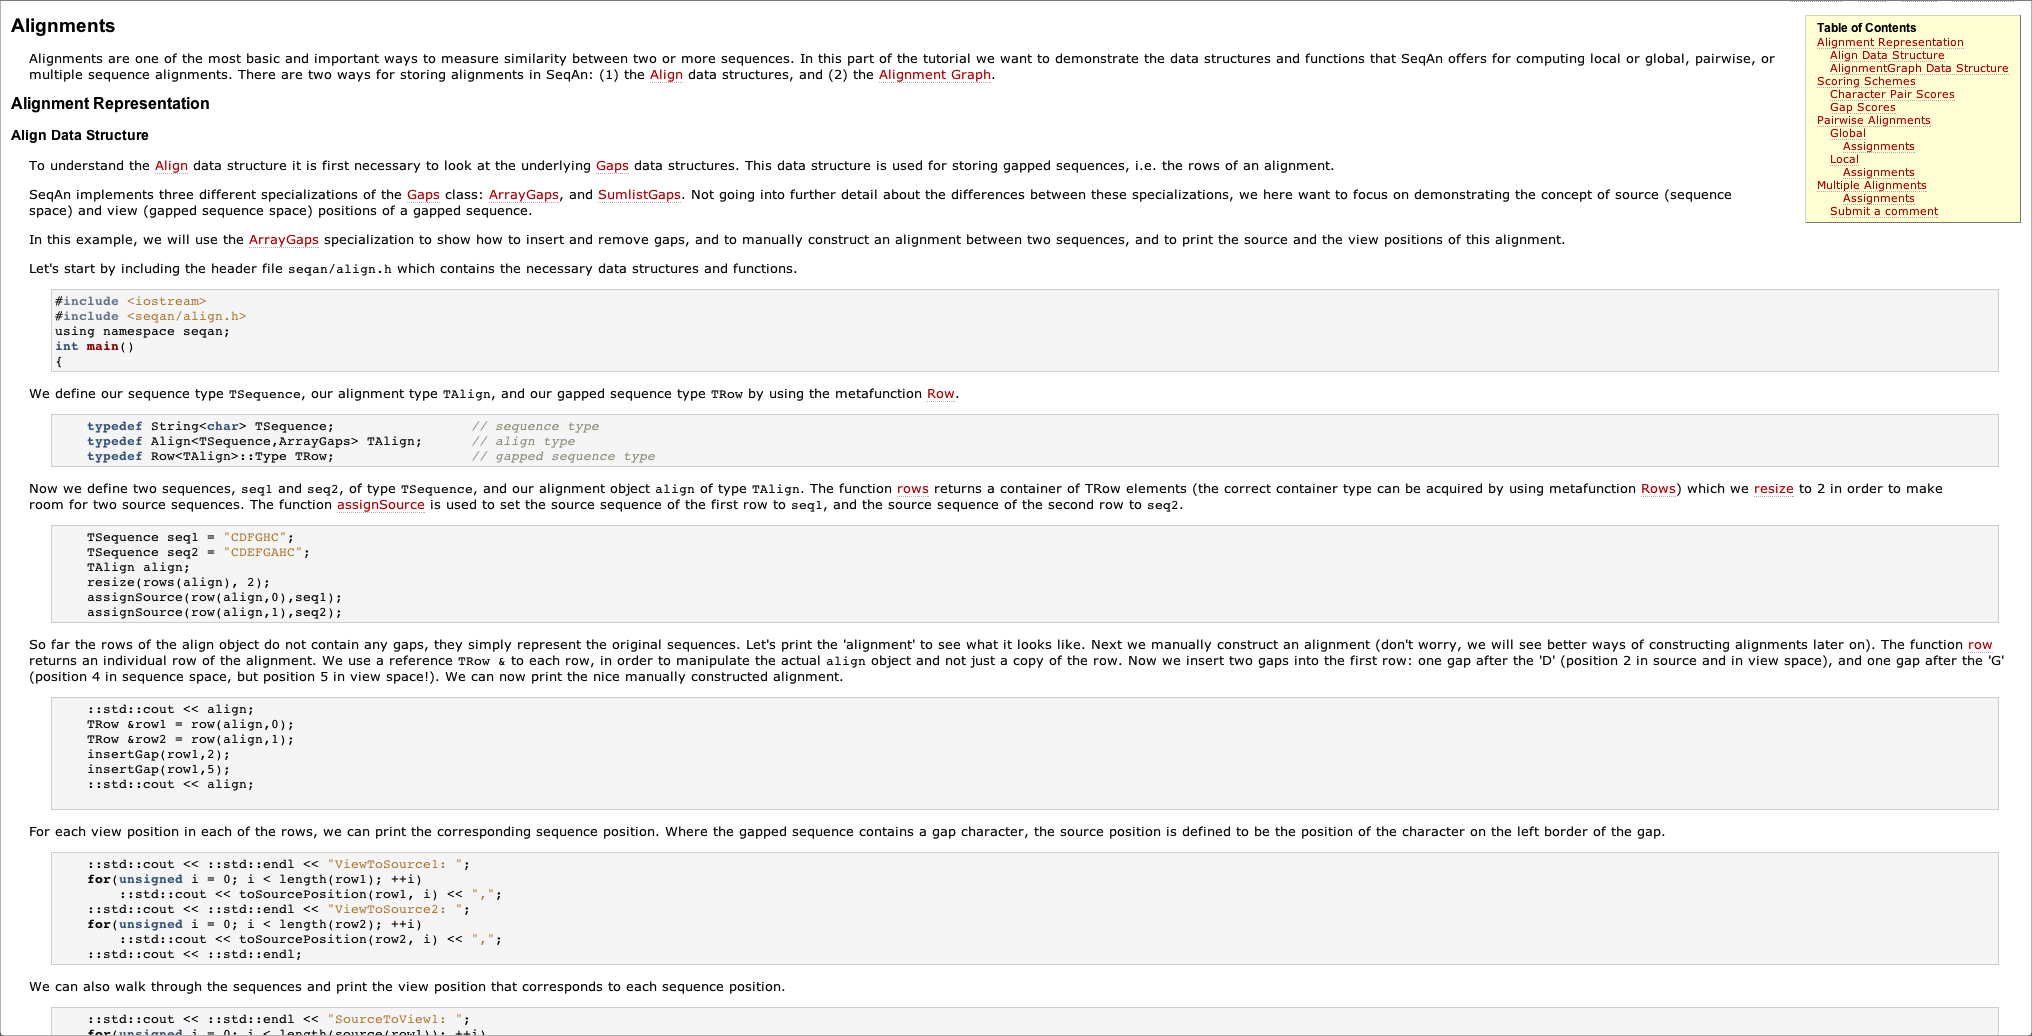 Alignments
Alignments are one of the most basic and important ways to measure similarity between two or more sequences. In this part of the tutorial we want to demonstrate the data structures and functions that SeqAn offers for computing local or global, pairwise, or
multiple sequence alignments. There are two ways for storing alignments in SeqAn: (1) the Align data structures, and (2) the Alignment Graph.
Table of Contents
Alignment Representation
Align Data Structure
AlignmentGraph Data Structure
Scoring Schemes
Character Pair Scores
Gap Scores
Pairwise Alignments
Global
Assignments
Local
Assignments
Multiple Alignments
Assignments
Submit a comment
Alignment Representation
Align Data Structure
To understand the Align data structure it is first necessary to look at the underlying Gaps data structures. This data structure is used for storing gapped sequences, i.e. the rows of an alignment.
SeqAn implements three different specializations of the Gaps class: ArrayGaps, and SumlistGaps. Not going into further detail about the differences between these specializations, we here want to focus on demonstrating the concept of source (sequence
space) and view (gapped sequence space) positions of a gapped sequence.
In this example, we will use the ArrayGaps specialization to show how to insert and remove gaps, and to manually construct an alignment between two sequences, and to print the source and the view positions of this alignment.
Let's start by including the header file seqan/align.h which contains the necessary data structures and functions.
#include <iostream>
#include <seqan/align.h>
using namespace seqan;
int main()
{
We define our sequence type TSequence, our alignment type TAlign, and our gapped sequence type TRow by using the metafunction Row.
typedef String<char> TSequence; // sequence type
typedef Align<TSequence,ArrayGaps> TAlign; // align type
typedef Row<TAlign>::Type TRow; // gapped sequence type
Now we define two sequences, seq1 and seq2, of type TSequence, and our alignment object align of type TAlign. The function rows returns a container of TRow elements (the correct container type can be acquired by using metafunction Rows) which we resize to 2 in order to make
room for two source sequences. The function assignSource is used to set the source sequence of the first row to seq1, and the source sequence of the second row to seq2.
TSequence seq1 = "CDFGHC";
TSequence seq2 = "CDEFGAHC";
TAlign align;
resize(rows(align), 2);
assignSource(row(align,0),seq1);
assignSource(row(align,1),seq2);
So far the rows of the align object do not contain any gaps, they simply represent the original sequences. Let's print the 'alignment' to see what it looks like. Next we manually construct an alignment (don't worry, we will see better ways of constructing alignments later on). The function row
returns an individual row of the alignment. We use a reference TRow & to each row, in order to manipulate the actual align object and not just a copy of the row. Now we insert two gaps into the first row: one gap after the 'D' (position 2 in source and in view space), and one gap after the 'G'
(position 4 in sequence space, but position 5 in view space!). We can now print the nice manually constructed alignment.
::std::cout << align;
TRow &row1 = row(align,0);
TRow &row2 = row(align,1);
insertGap(row1,2);
insertGap(row1,5);
::std::cout << align;
For each view position in each of the rows, we can print the corresponding sequence position. Where the gapped sequence contains a gap character, the source position is defined to be the position of the character on the left border of the gap.
::std::cout << ::std::endl << "ViewToSource1: ";
for(unsigned i = 0; i < length(row1); ++i)
::std::cout << toSourcePosition(row1, i) << ",";
::std::cout << ::std::endl << "ViewToSource2: ";
for(unsigned i = 0; i < length(row2); ++i)
::std::cout << toSourcePosition(row2, i) << ",";
::std::cout << ::std::endl;
We can also walk through the sequences and print the view position that corresponds to each sequence position.
::std::cout << ::std::endl << "SourceToView1: ";
for(unsigned i = 0; i < length(source(row1)); ++i)